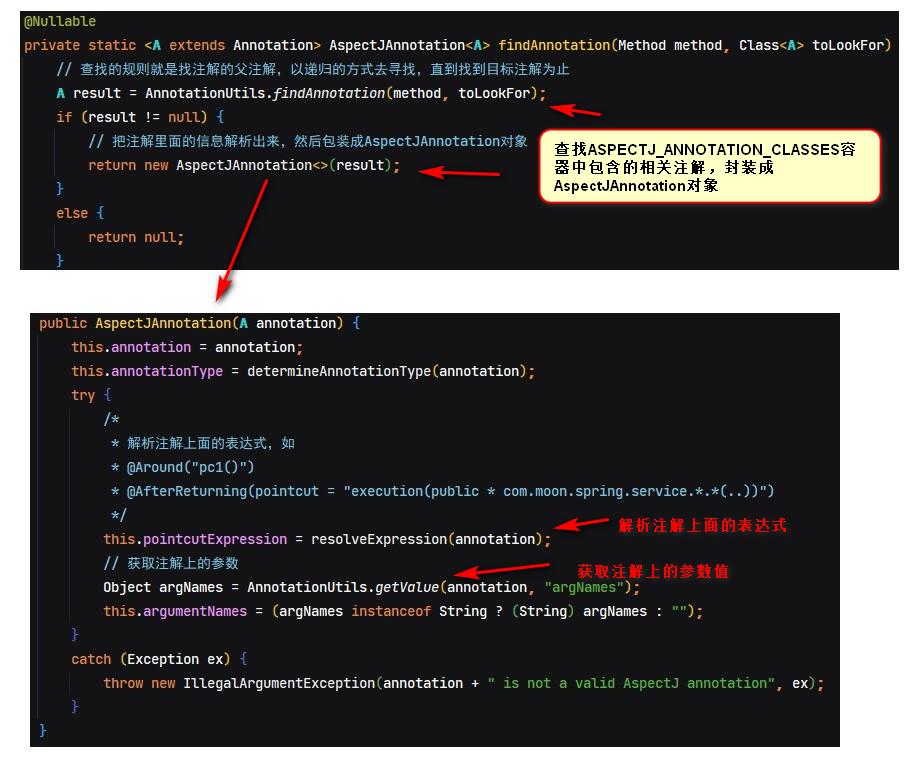 @Nullable
private static <A extends Annotation> AspectJAnnotation<A> findAnnotation(Method method, Class<A> toLookFor)
// 查找的规则就是找注解的父注解，以递归的方式去寻找，直到找到目标注解为止
A result = AnnotationUtils.findAnnotation(method, toLookFor);
if (result != null) {
// 把注解里面的信息解析出来，然后包装成AspectJAnnotation对象
return new AspectJAnnotation<>(result);
}
else {
return null;
}
查找ASPECTJ_ANNOTATION_CLASSES容
器中包含的相关注解，封装成
AspectJAnnotation对象
public AspectJAnnotation(A annotation) {
this.annotation = annotation;
this.annotationType = determineAnnotationType(annotation);
try {
/*
* 解析注解上面的表达式，如
* @Around("pc1()")
* @AfterReturning(pointcut = "execution(public * com.moon.spring.service.*.*(..))")
*/
this.pointcutExpression = resolveExpression(annotation);
解析注解上面的表达式
// 获取注解上的参数
获取注解上的参数值
Object argNames = AnnotationUtils.getValue(annotation, "argNames");
this.argumentNames = (argNames instanceof String ? (String) argNames : "");
}
catch (Exception ex) {
throw new IllegalArgumentException(annotation + " is not a valid AspectJ annotation", ex);
}
}